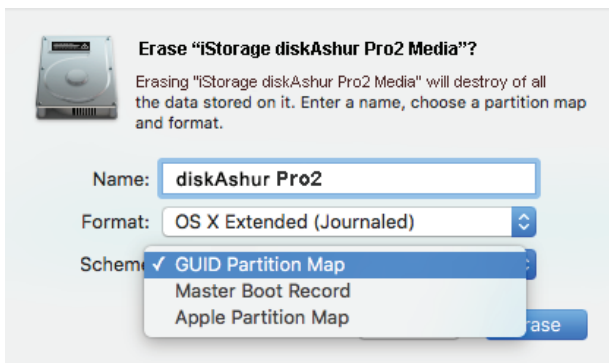 Erase “iStorage diskAshur Pro2 Media”?
Erasing "iStorage diskAshur Pro2 Media" will destroy of all
the data stored on it. Enter a name, choose a partition map
and format.
Name: diskAshur Pro2
Format: OS X Extended (Journaled)
Schem ✓ GUID Partition Map
Master Boot Record
Apple Partition Map
rase